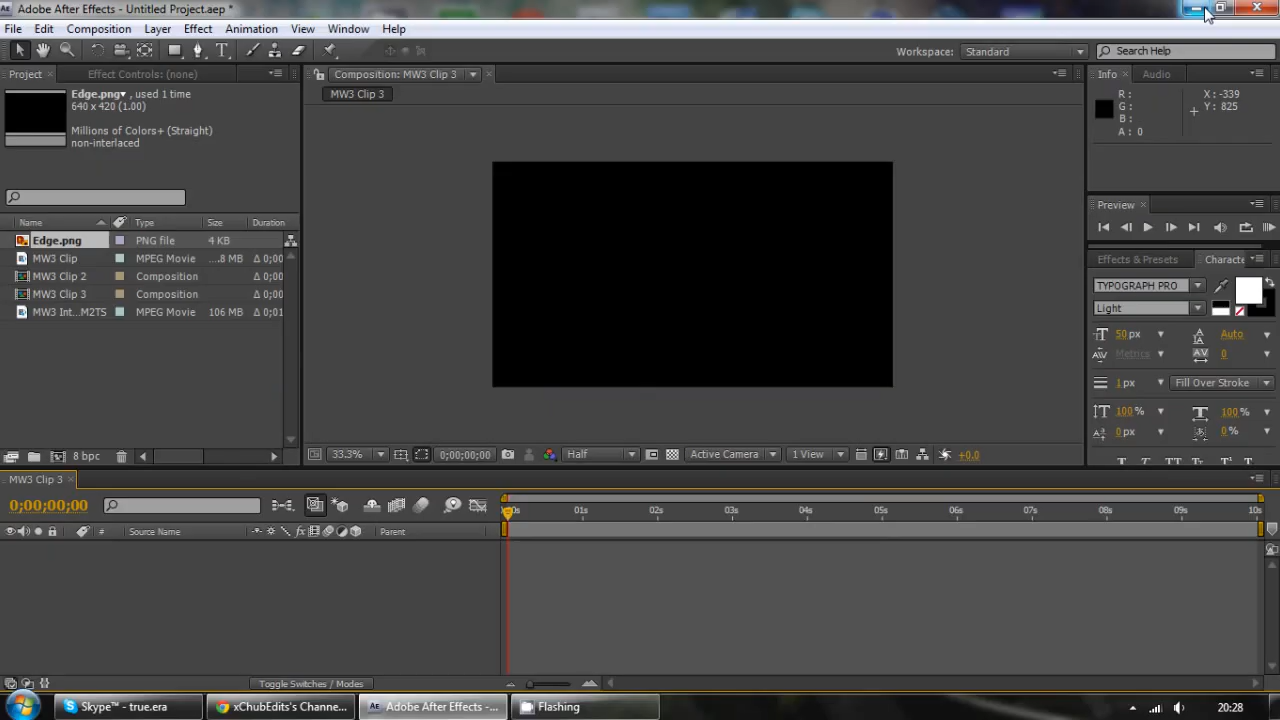 Adobe After Effects - Untitled Project.aep *
File Edit Composition Layer Effect Animation View Window Help
Workspace: Standard Search Help
Project Effect Controls: (none) Composition: MW3 Clip 3 Info Audio
MW3 Clip 3
Edge.png, used 1 time
640 x 420 (1.00)
Millions of Colors+ (Straight)
non-interlaced
R :
G :
B :
A : 0
X : -339
Y : 825
Preview
Name Type Size Duration
Edge.png PNG file 4 KB
MW3 Clip MPEG Movie ....8 MB Δ 0;00
MW3 Clip 2 Composition Δ 0;00
MW3 Clip 3 Composition Δ 0;00
MW3 Int...M2TS MPEG Movie 106 MB Δ 0;01
Effects & Presets Characte
TYPOGRAPH PRO
Light
50 px Auto
Metrics 0
1 px Fill Over Stroke
100 % 100 %
0 px 0 %
T T TT Tr T¹ T
8 bpc
33.3% 0;00;00;00 Half Active Camera 1 View +0.0
MW3 Clip 3
0;00;00;00
# Source Name Parent
01s 02s 03s 04s 05s 06s 07s 08s 09s 10s
Toggle Switches / Modes
Skype™ - true.era xChubEdits's Channe... Adobe After Effects -... Flashing 20:28